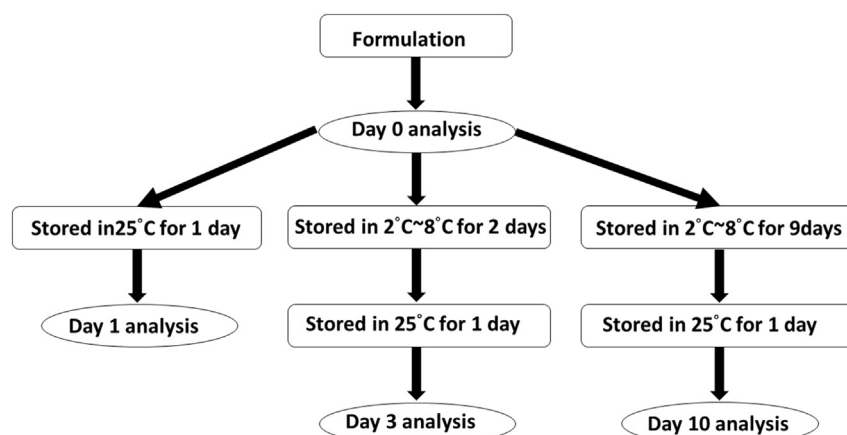 Formulation
Day 0 analysis
Stored in25°C for 1 day
Stored in 2°C~8°C for 2 days
Stored in 2°C~8°C for 9days
Day 1 analysis
Stored in 25°C for 1 day
Stored in 25°C for 1 day
Day 3 analysis
Day 10 analysis